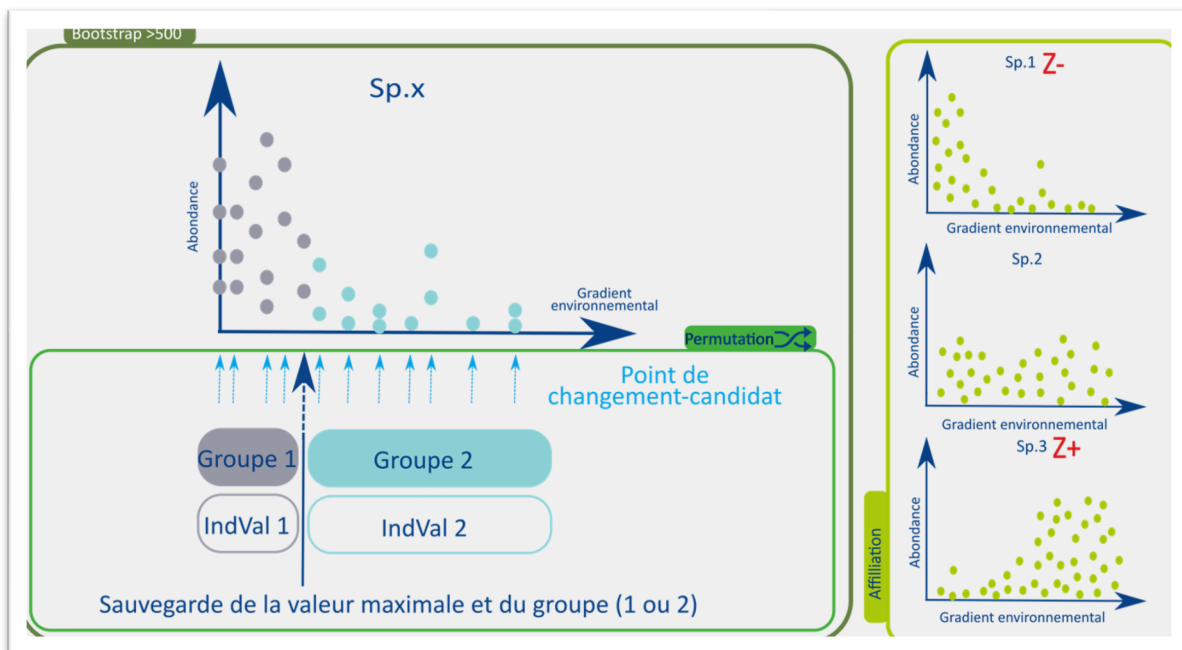 Bootstrap >500
Sp.x
Abondance
Gradient
environnemental
Permutation
Point de
changement-candidat
Groupe 1
Groupe 2
IndVal 1
IndVal 2
Sauvegarde de la valeur maximale et du groupe (1 ou 2)
Sp.1 Z-
Abondance
Gradient environnemental
Sp.2
Abondance
Gradient environnemental
Sp.3 Z+
Abondance
Gradient environnemental
Affilliation